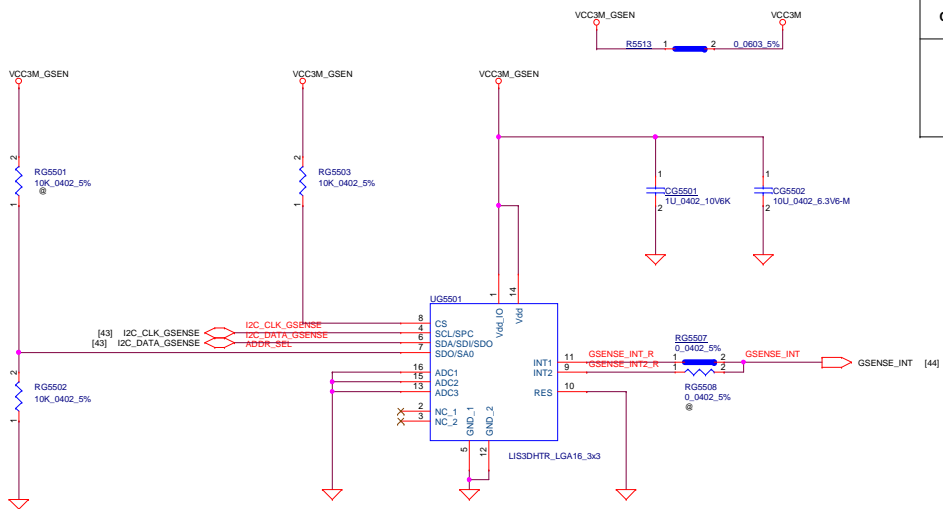 VCC3M_GSEN
VCC3M
R5513
1
2
0_0603_5%
VCC3M_GSEN
VCC3M_GSEN
VCC3M_GSEN
2
RG5501
10K_0402_5%
@
1
2
RG5503
10K_0402_5%
1
1
CG5501
1U_0402_10V6K
2
1
CG5502
10U_0402_6.3V6-M
2
UG5501
1
14
Vdd_IO
Vdd
[43] I2C_CLK_GSENSE
[43] I2C_DATA_GSENSE
I2C_CLK_GSENSE
I2C_DATA_GSENSE
ADDR_SEL
8 CS
4 SCL/SPC
6 SDA/SDI/SDO
7 SDO/SA0
16 ADC1
15 ADC2
13 ADC3
2 NC_1
3 NC_2
INT1 11
INT2 9
RES 10
GND_1
GND_2
5
12
LIS3DHTR_LGA16_3x3
GSENSE_INT_R
GSENSE_INT2_R
RG5507
0_0402_5%
1
2
1
2
RG5508
0_0402_5%
@
GSENSE_INT
GSENSE_INT [44]
2
RG5502
10K_0402_5%
1